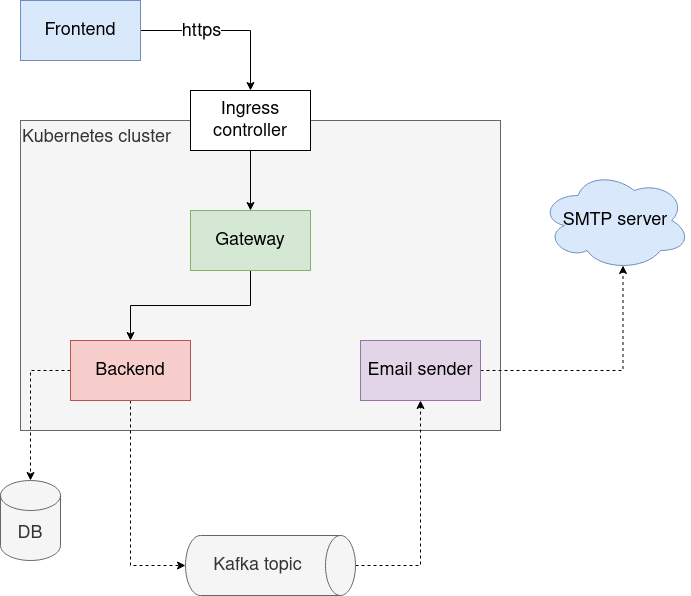 Frontend
https
Ingress
controller
Kubernetes cluster
Gateway
SMTP server
Backend
Email sender
DB
Kafka topic